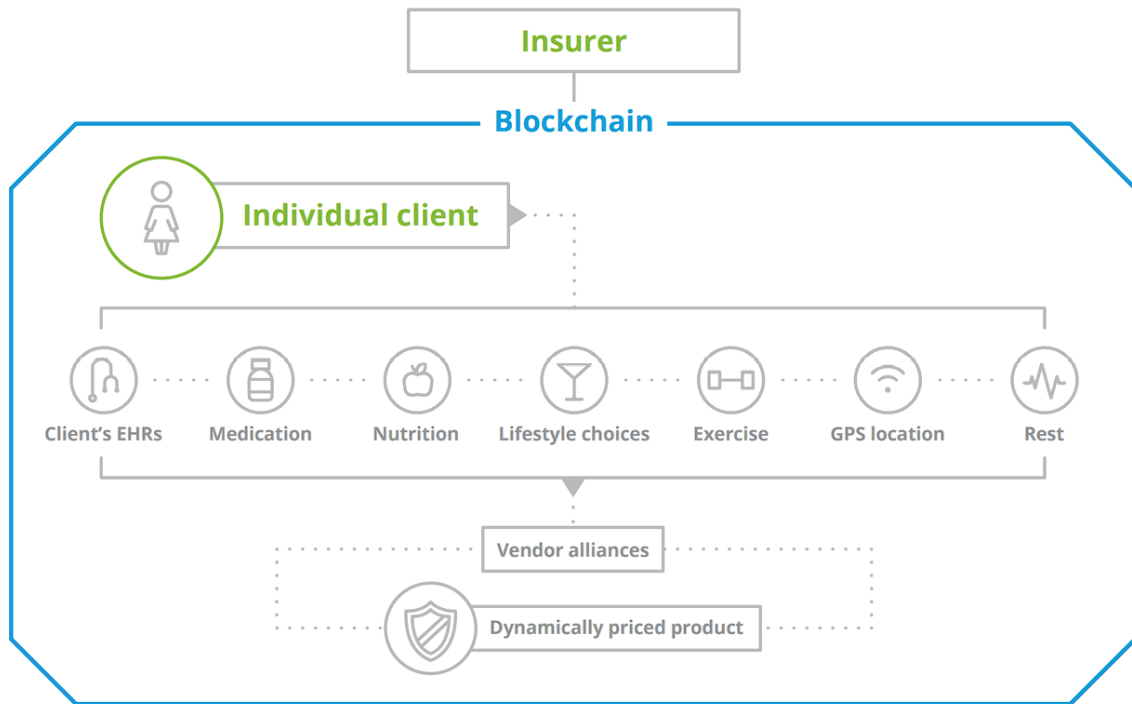 Insurer
Blockchain
Individual client
Client’s EHRs
Medication
Nutrition
Lifestyle choices
Exercise
GPS location
Rest
Vendor alliances
Dynamically priced product